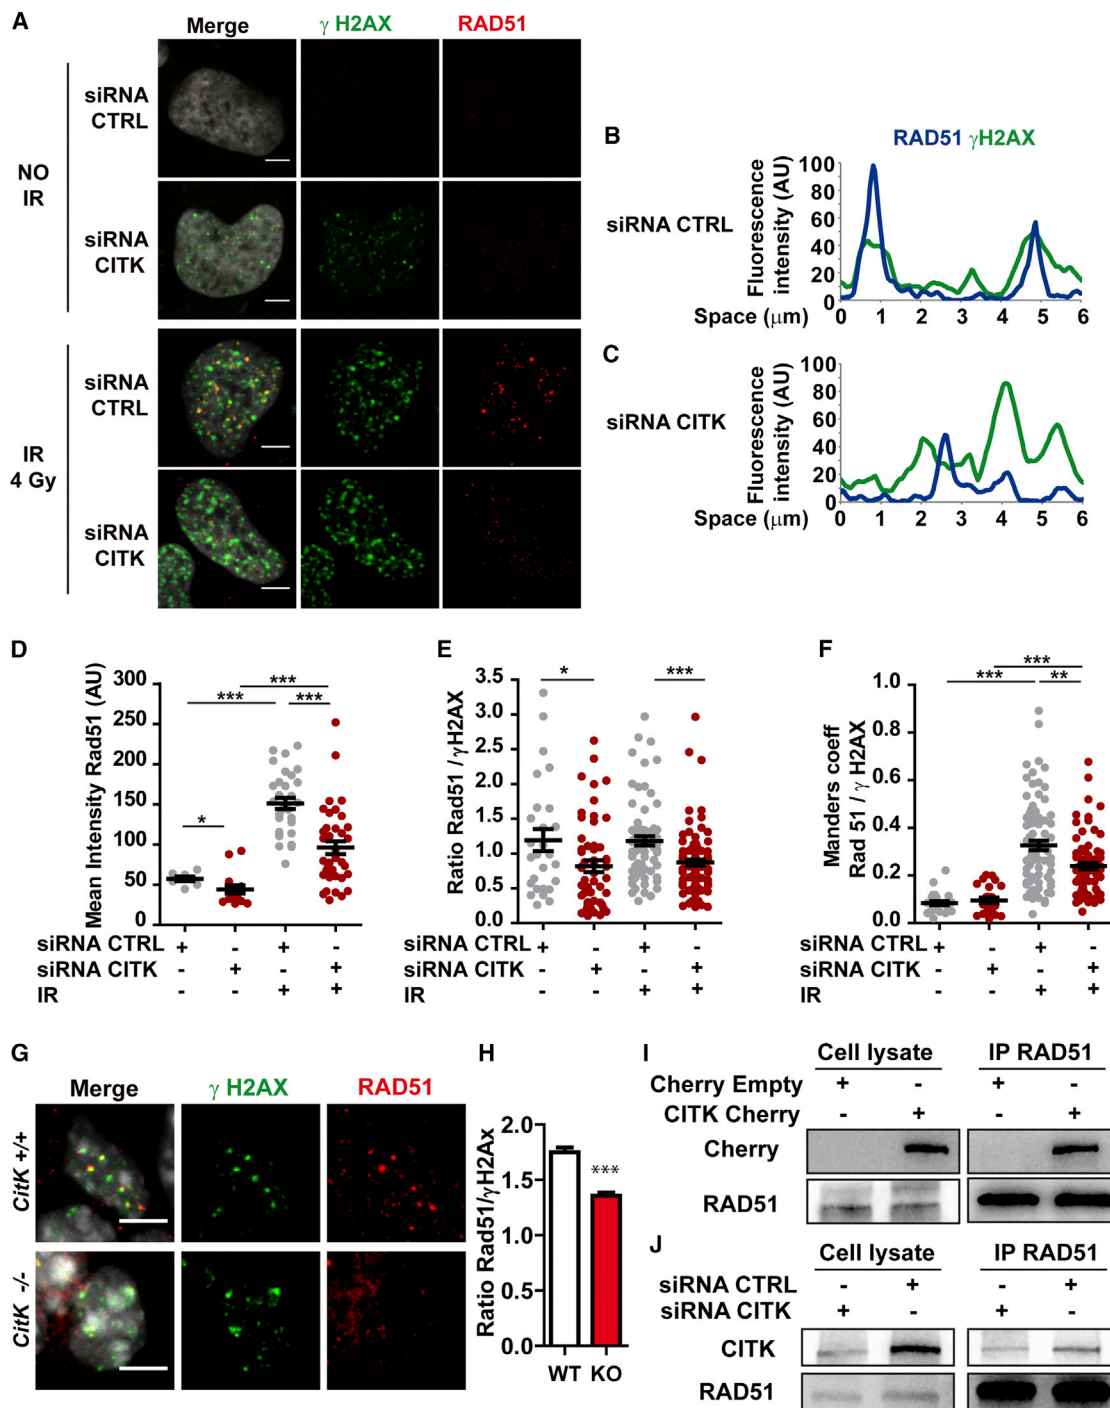 A
Merge γ H2AX RAD51
NO IR
siRNA CTRL
siRNA CITK
IR 4 Gy
siRNA CTRL
siRNA CITK
B
RAD51 γH2AX
siRNA CTRL
Fluorescence intensity (AU)
100
80
60
40
20
0
Space (μm) 0 1 2 3 4 5 6
C
siRNA CITK
Fluorescence intensity (AU)
100
80
60
40
20
0
Space (μm) 0 1 2 3 4 5 6
D
Mean Intensity Rad51 (AU)
300
250
200
150
100
50
0
*** *** *** *
siRNA CTRL + - + -
siRNA CITK - + - +
IR - - + +
E
Ratio Rad51 / γH2AX
3.5
3.0
2.5
2.0
1.5
1.0
0.5
0.0
* ***
siRNA CTRL + - + -
siRNA CITK - + - +
IR - - + +
F
Manders coeff Rad 51 / γ H2AX
1.0
0.8
0.6
0.4
0.2
0.0
*** *** **
siRNA CTRL + - + -
siRNA CITK - + - +
IR - - + +
G
Merge γ H2AX RAD51
CitK +/+
CitK -/-
H
Ratio Rad51/γH2Ax
2.0
1.5
1.0
0.5
0.0
***
WT KO
I
Cell lysate IP RAD51
Cherry Empty + - + -
CITK Cherry - + - +
Cherry
RAD51
J
Cell lysate IP RAD51
siRNA CTRL - + - +
siRNA CITK + - + -
CITK
RAD51